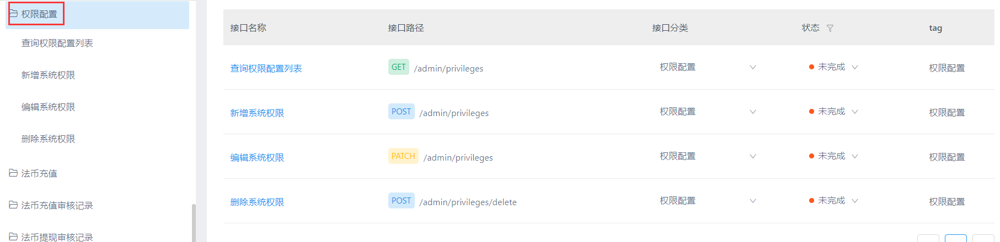 权限配置
查询权限配置列表
新增系统权限
编辑系统权限
删除系统权限
法币充值
法币充值审核记录
法币提现审核记录
接口名称 接口路径 接口分类 状态 tag
查询权限配置列表 GET /admin/privileges 权限配置 未完成 权限配置
新增系统权限 POST /admin/privileges 权限配置 未完成 权限配置
编辑系统权限 PATCH /admin/privileges 权限配置 未完成 权限配置
删除系统权限 POST /admin/privileges/delete 权限配置 未完成 权限配置